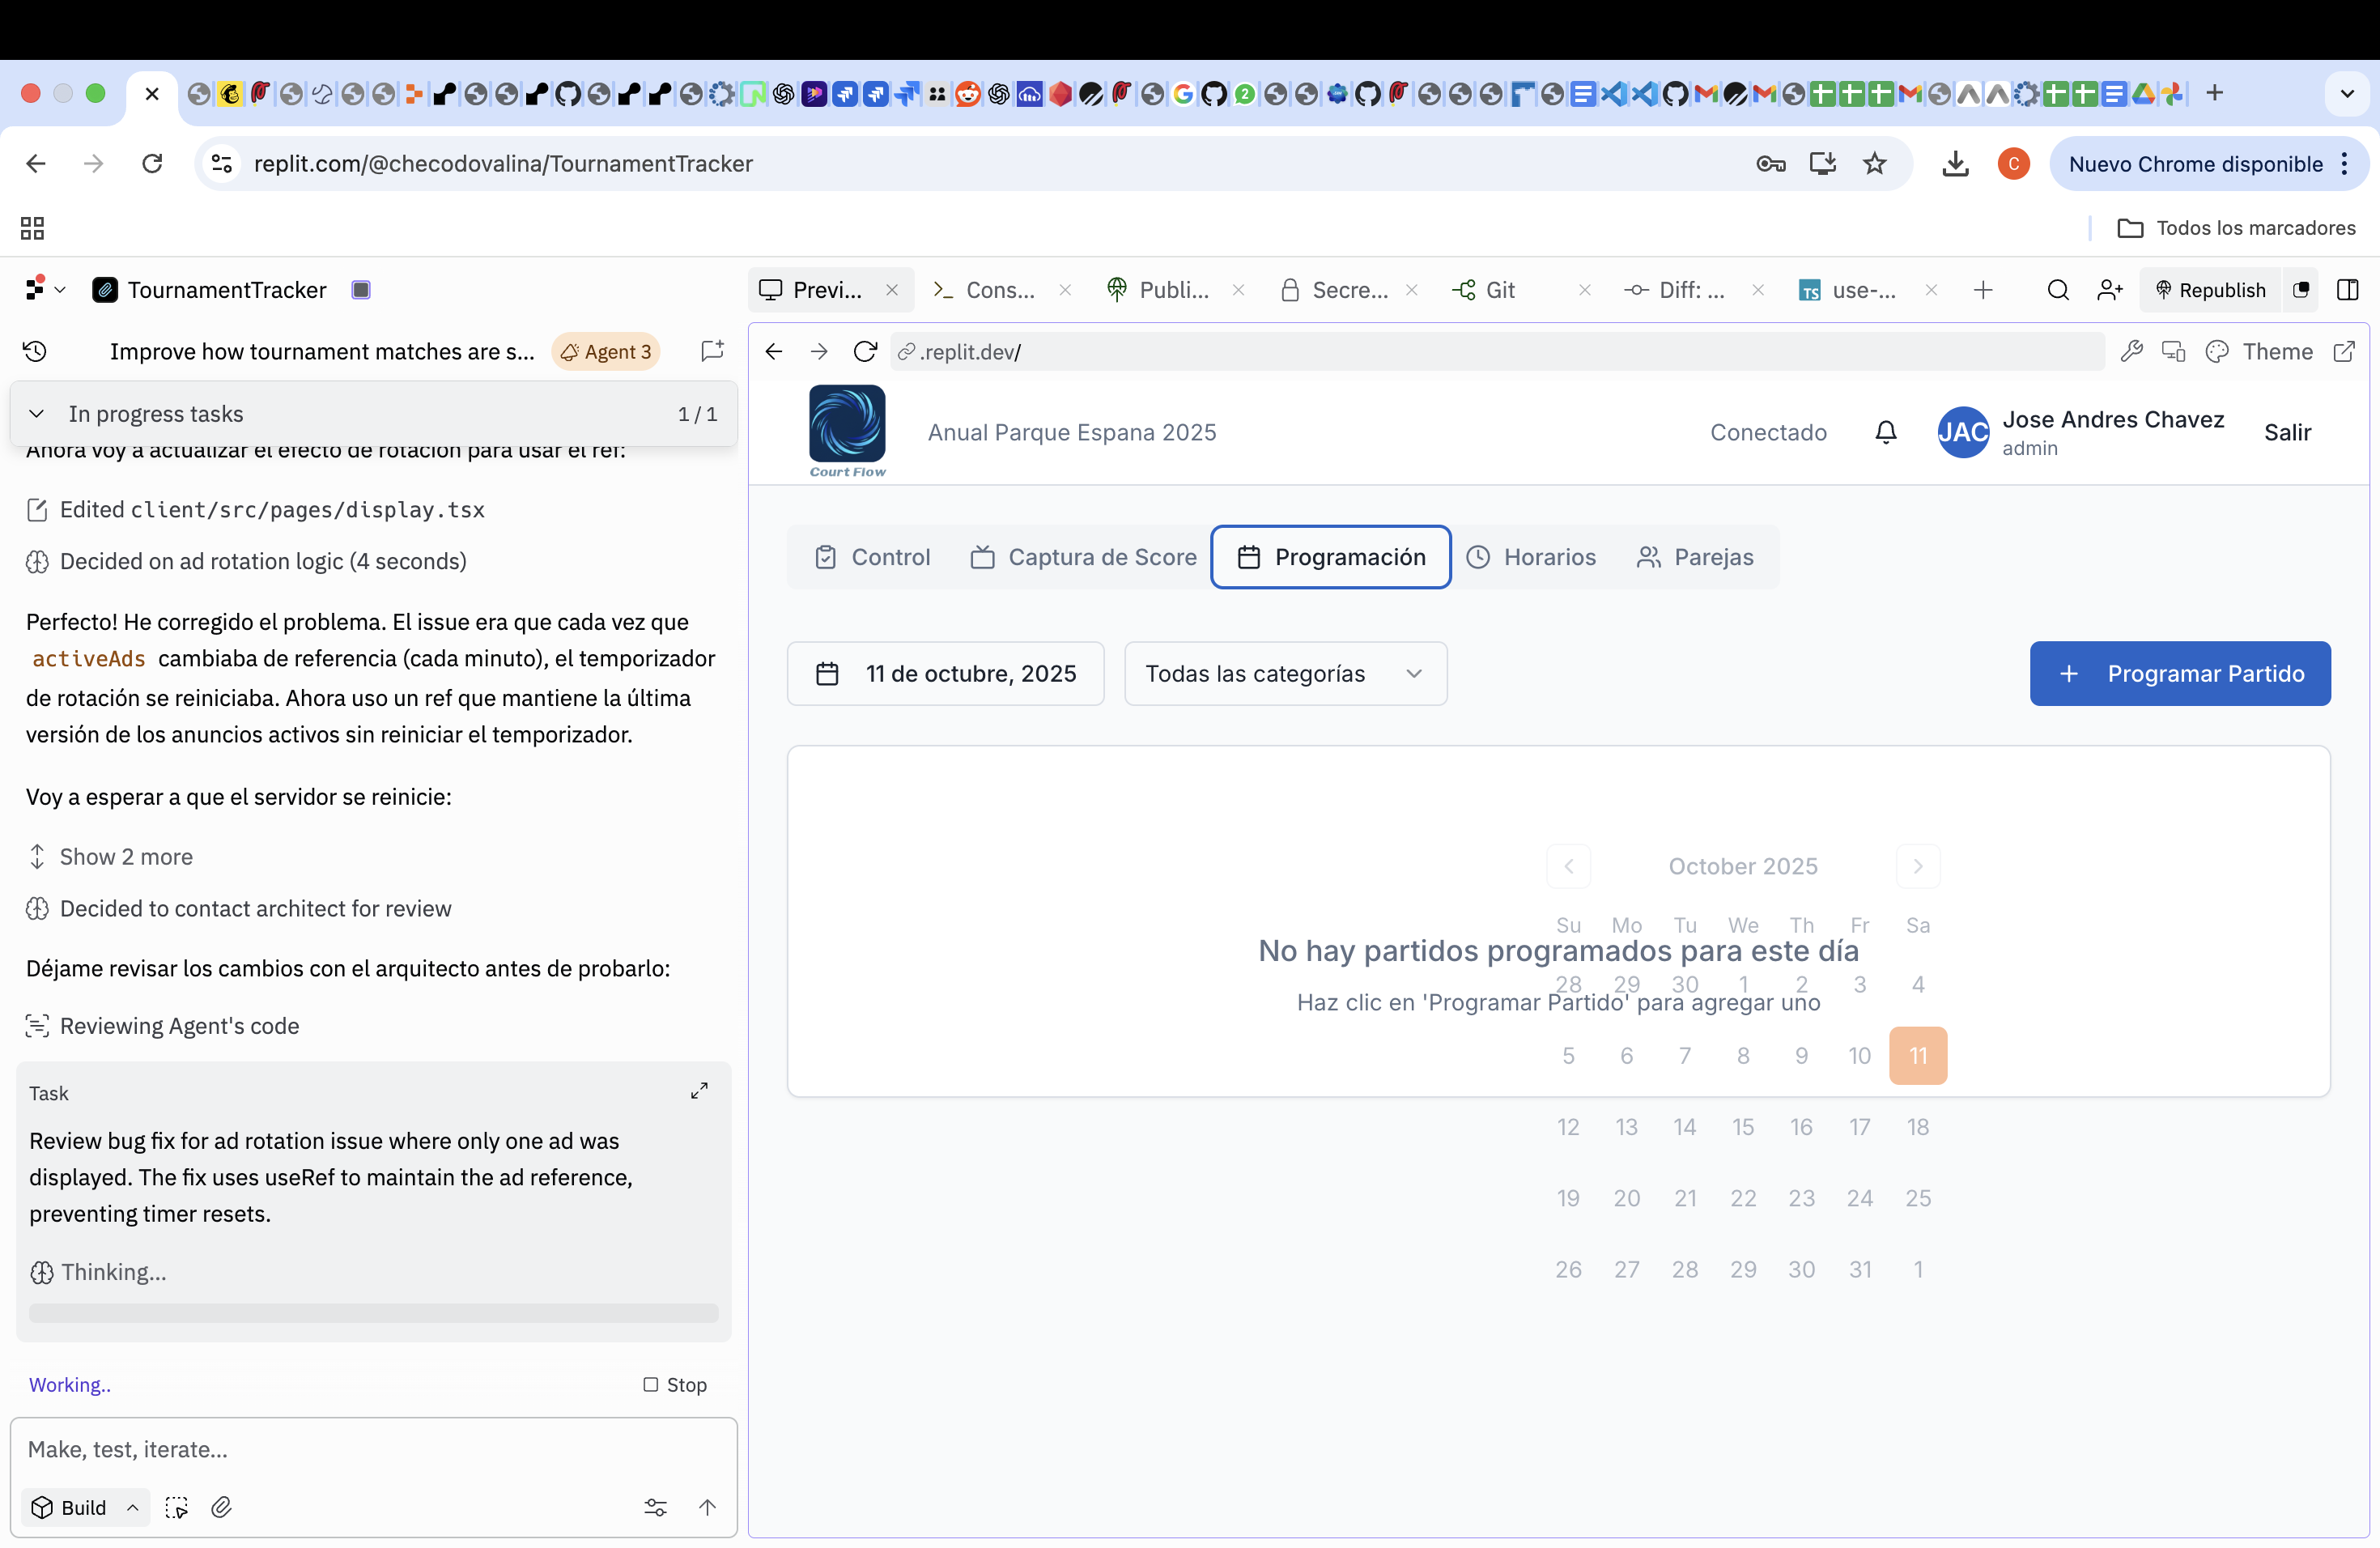 replit.com/@checodovalina/TournamentTracker
C
Nuevo Chrome disponible
Todos los marcadores
TournamentTracker
Previ...
Cons...
Publi...
Secre...
Git
Diff: ...
TS use-...
Republish
Improve how tournament matches are s...
Agent 3
.replit.dev/
Theme
In progress tasks
1 / 1
Ahora voy a actualizar el efecto de rotación para usar el ref:
Edited client/src/pages/display.tsx
Decided on ad rotation logic (4 seconds)
Perfecto! He corregido el problema. El issue era que cada vez que
activeAds cambiaba de referencia (cada minuto), el temporizador
de rotación se reiniciaba. Ahora uso un ref que mantiene la última
versión de los anuncios activos sin reiniciar el temporizador.
Voy a esperar a que el servidor se reinicie:
Show 2 more
Decided to contact architect for review
Déjame revisar los cambios con el arquitecto antes de probarlo:
Reviewing Agent's code
Task
Review bug fix for ad rotation issue where only one ad was
displayed. The fix uses useRef to maintain the ad reference,
preventing timer resets.
Thinking...
Working..
Stop
Make, test, iterate...
Build
Court Flow
Anual Parque Espana 2025
Conectado
JAC
Jose Andres Chavez
admin
Salir
Control
Captura de Score
Programación
Horarios
Parejas
11 de octubre, 2025
Todas las categorías
Programar Partido
No hay partidos programados para este día
Haz clic en 'Programar Partido' para agregar uno
October 2025
Su Mo Tu We Th Fr Sa
28 29 30 1 2 3 4
5 6 7 8 9 10 11
12 13 14 15 16 17 18
19 20 21 22 23 24 25
26 27 28 29 30 31 1